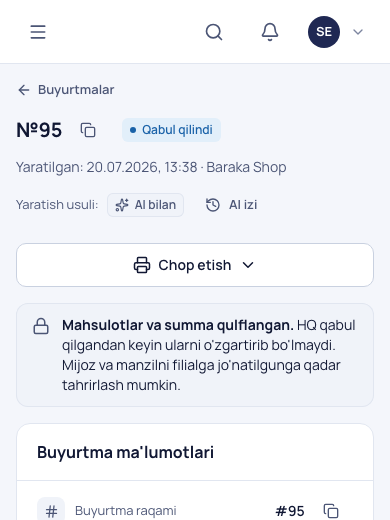 SE
Buyurtmalar
№95
Qabul qilindi
Yaratilgan: 20.07.2026, 13:38 · Baraka Shop
Yaratish usuli: AI bilan AI izi
Chop etish
Mahsulotlar va summa qulflangan. HQ qabul
qilgandan keyin ularni o'zgartirib bo'lmaydi.
Mijoz va manzilni filialga jo'natilgunga qadar
tahrirlash mumkin.
Buyurtma ma'lumotlari
# Buyurtma raqami #95